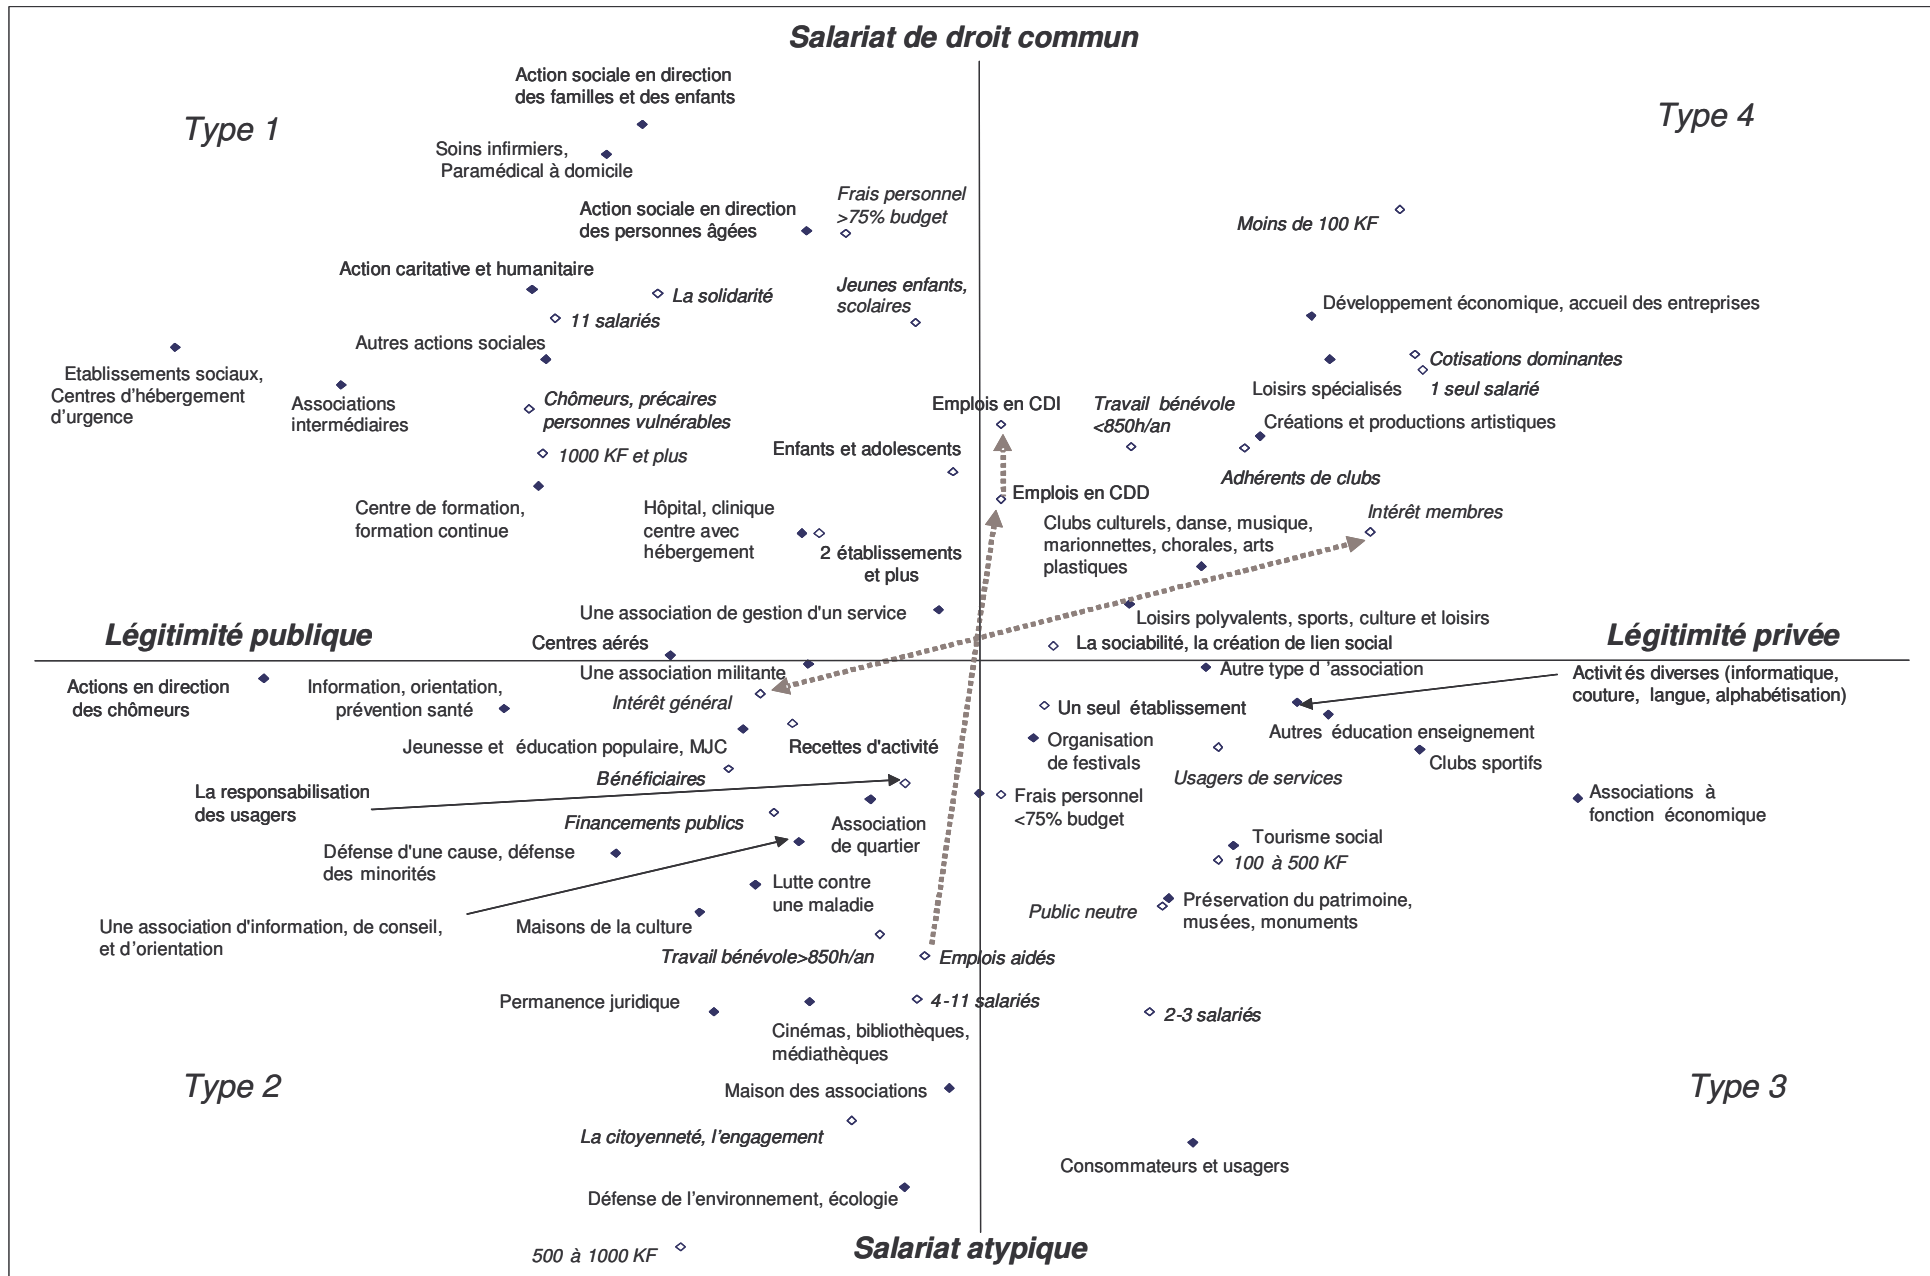 Salariat de droit commun
Type 1
Type 4
Action sociale en direction
des familles et des enfants
Soins infirmiers,
Paramédical à domicile
Action sociale en direction
des personnes âgées
Frais personnel
>75% budget
Moins de 100 KF
Action caritative et humanitaire
La solidarité
11 salariés
Jeunes enfants,
scolaires
Développement économique, accueil des entreprises
Autres actions sociales
Etablissements sociaux,
Centres d'hébergement
d'urgence
Associations
intermédiaires
Chômeurs, précaires
personnes vulnérables
Cotisations dominantes
Loisirs spécialisés
1 seul salarié
Emplois en CDI
Travail bénévole
<850h/an
Créations et productions artistiques
Enfants et adolescents
1000 KF et plus
Adhérents de clubs
Emplois en CDD
Centre de formation,
formation continue
Hôpital, clinique
centre avec
hébergement
2 établissements
et plus
Intérêt membres
Clubs culturels, danse, musique,
marionnettes, chorales, arts
plastiques
Une association de gestion d'un service
Loisirs polyvalents, sports, culture et loisirs
Légitimité publique
Centres aérés
La sociabilité, la création de lien social
Légitimité privée
Une association militante
Autre type d 'association
Activités diverses (informatique,
couture, langue, alphabétisation)
Actions en direction
des chômeurs
Information, orientation,
prévention santé
Intérêt général
Un seul établissement
Autres éducation enseignement
Jeunesse et éducation populaire, MJC
Recettes d'activité
Organisation
de festivals
Clubs sportifs
Bénéficiaires
Usagers de services
La responsabilisation
des usagers
Frais personnel
<75% budget
Associations à
fonction économique
Financements publics
Association
de quartier
Défense d'une cause, défense
des minorités
Tourisme social
100 à 500 KF
Lutte contre
une maladie
Une association d'information, de conseil,
et d'orientation
Maisons de la culture
Public neutre
Préservation du patrimoine,
musées, monuments
Travail bénévole>850h/an
Emplois aidés
Permanence juridique
4-11 salariés
2-3 salariés
Cinémas, bibliothèques,
médiathèques
Type 2
Maison des associations
Type 3
La citoyenneté, l'engagement
Consommateurs et usagers
Défense de l'environnement, écologie
500 à 1000 KF
Salariat atypique